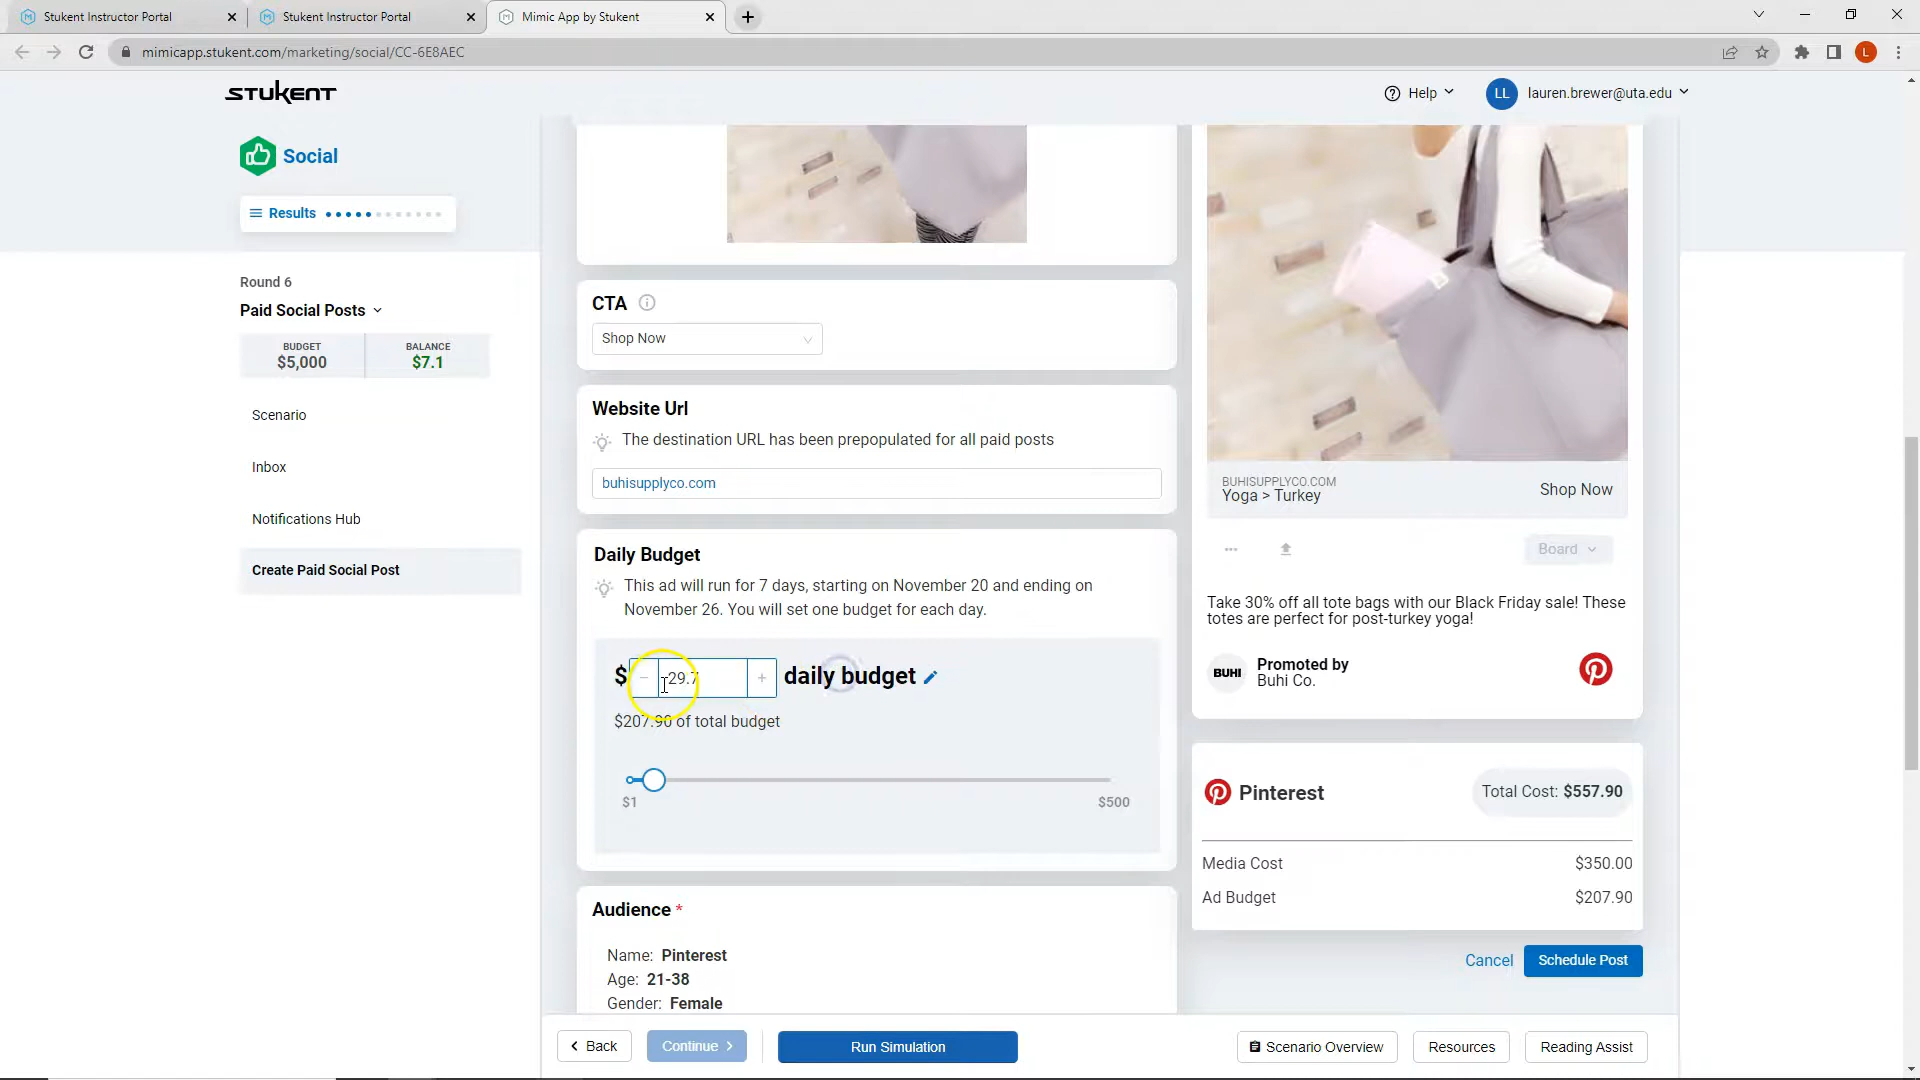 Stukent Instructor Portal
Stukent Instructor Portal
Mimic App by Stukent
mimicapp.stukent.com/marketing/social/CC-6E8AEC
L
STUKENT
Help
LL
lauren.brewer@uta.edu
Social
Results
Round 6
Paid Social Posts
BUDGET
$5,000
BALANCE
$7.1
Scenario
Inbox
Notifications Hub
Create Paid Social Post
CTA
Shop Now
Website Url
The destination URL has been prepopulated for all paid posts
buhisupplyco.com
Daily Budget
This ad will run for 7 days, starting on November 20 and ending on
November 26. You will set one budget for each day.
$ 29.7 daily budget
$207.90 of total budget
$1
$500
Audience *
Name: Pinterest
Age: 21-38
Gender: Female
BUHISUPPLYCO.COM
Yoga > Turkey
Shop Now
Board
Take 30% off all tote bags with our Black Friday sale! These
totes are perfect for post-turkey yoga!
BUHI
Promoted by
Buhi Co.
Pinterest
Total Cost: $557.90
Media Cost
$350.00
Ad Budget
$207.90
Cancel
Schedule Post
Back
Continue
Run Simulation
Scenario Overview
Resources
Reading Assist